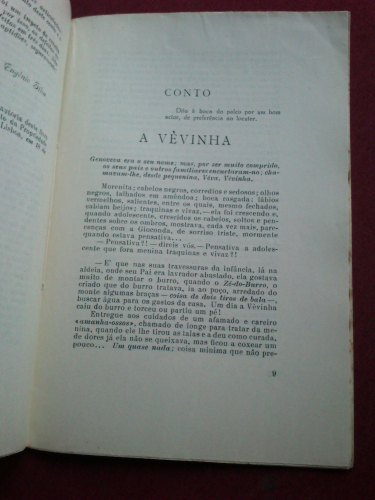 CONTO
Dito à boca do palco por um bom
actor, de preferência ao locutor.
A VÊVINHA
Genoveva era o seu nome; mas, por ser muito comprido,
os seus pais e outros familiares encurtaram-no; cha-
mavam-lhe, desde pequenina, Vêva, Vêvinha.
Morenita; cabelos negros, corredios e sedosos; olhos
negros, talhados em amêndoa; boca rasgada; lábios
vermelhos, salientes, entre os quais, mesmo fechados,
cabiam beijos; traquinas e vivaz, — ela foi crescendo e,
quando adolescente, crescidos os cabelos, soltos e pen-
dentes sobre os ombros, mostrava, cada vez mais, pare-
cenças com a Gioconda, de sorriso triste, mormente
quando estava pensativa...
— Pensativa?! — direis vós. — Pensativa a adoles-
cente que fora menina traquinas e vivaz?!
— E' que nas suas travessuras da infância, lá na
aldeia, onde seu Pai era lavrador abastado, ela gostava
muito de montar o burro, quando o Zé-do-Burro, o
criado que do burro tratava, ia ao poço, arredado do
monte algumas braças — coisa de dois tiros de bala —,
buscar água para os gastos da casa. Um dia a Vêvinha
caiu do burro e torceu ou partiu um pé!
Entregue aos cuidados de um afamado e careiro
«amanha-ossos», chamado de longe para tratar da me-
nina, quando ele lhe tirou as talas e a deu como curada,
de dores já ela não se queixava, mas ficou a coxear um
pouco... Um quase nada; coisa mínima que não pre-
9
Lisboa, em 30 de